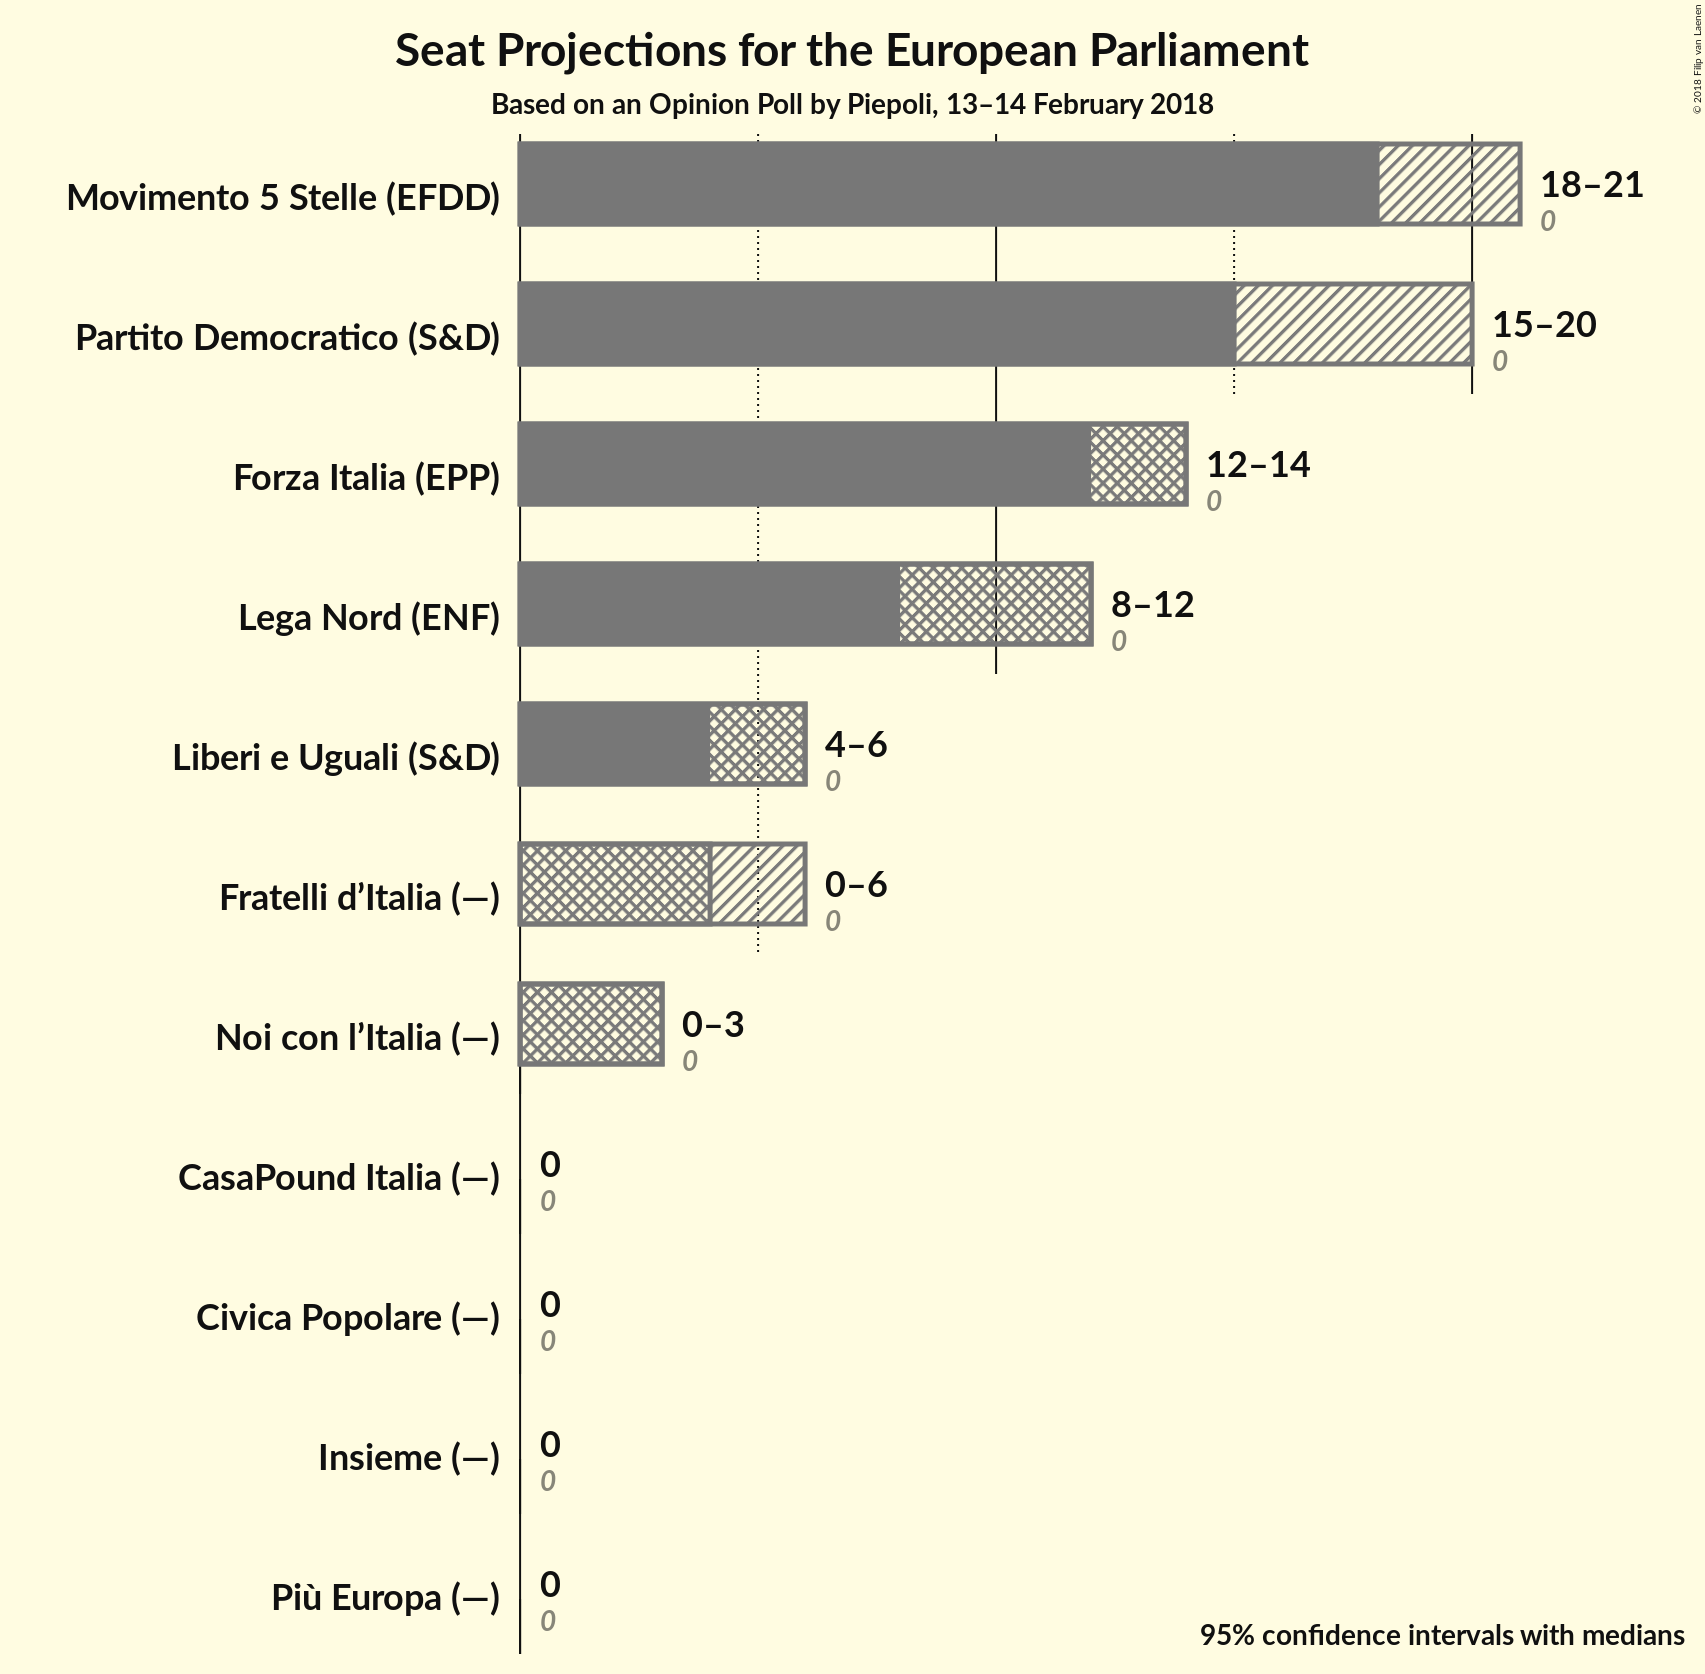 Seat Projections for the European Parliament
Based on an Opinion Poll by Piepoli, 13–14 February 2018
© 2018 Filip van Laenen
Movimento 5 Stelle (EFDD)
18–21
0
Partito Democratico (S&D)
15–20
0
Forza Italia (EPP)
12–14
0
Lega Nord (ENF)
8–12
0
Liberi e Uguali (S&D)
4–6
0
Fratelli d’Italia (—)
0–6
0
Noi con l’Italia (—)
0–3
0
CasaPound Italia (—)
0
0
Civica Popolare (—)
0
0
Insieme (—)
0
0
Più Europa (—)
0
0
95% confidence intervals with medians